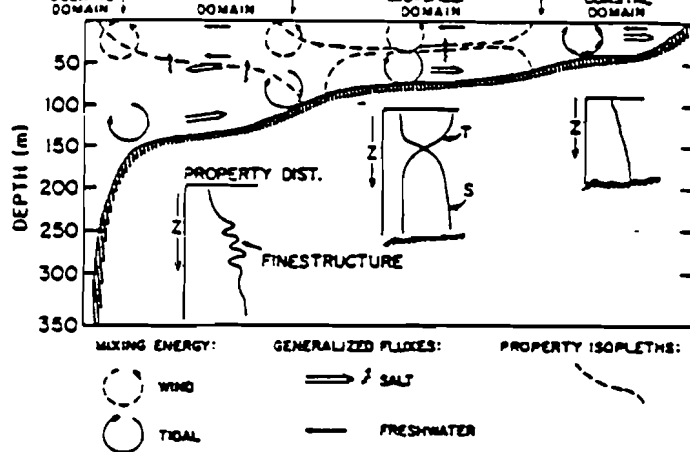 DOMAIN DOMAIN DOMAIN DOMAIN
50
100
150
200
250
300
350
DEPTH (m)
Z
PROPERTY DIST.
FINESTRUCTURE
Z
T
S
Z
MIXING ENERGY:
WIND
TIDAL
GENERALIZED FLUXES:
SALT
FRESHWATER
PROPERTY ISOPLETHS: